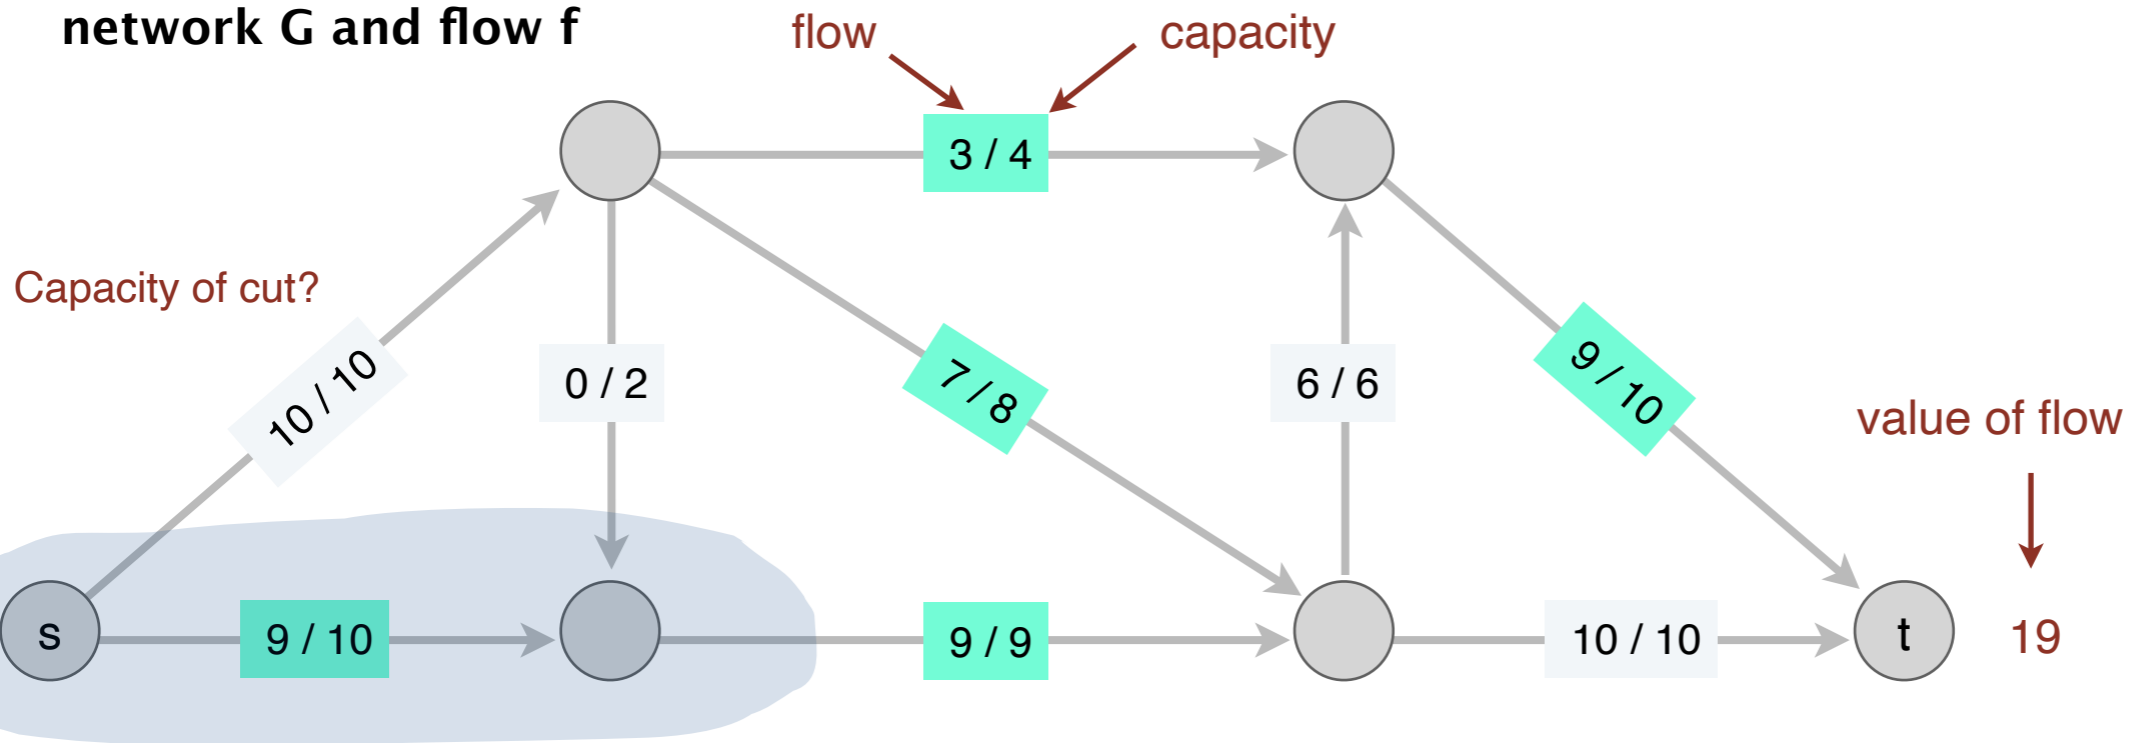 network G and flow f
flow
capacity
3 / 4
Capacity of cut?
10 / 10
0 / 2
7 / 8
6 / 6
9 / 10
value of flow
s
9 / 10
9 / 9
10 / 10
t
19